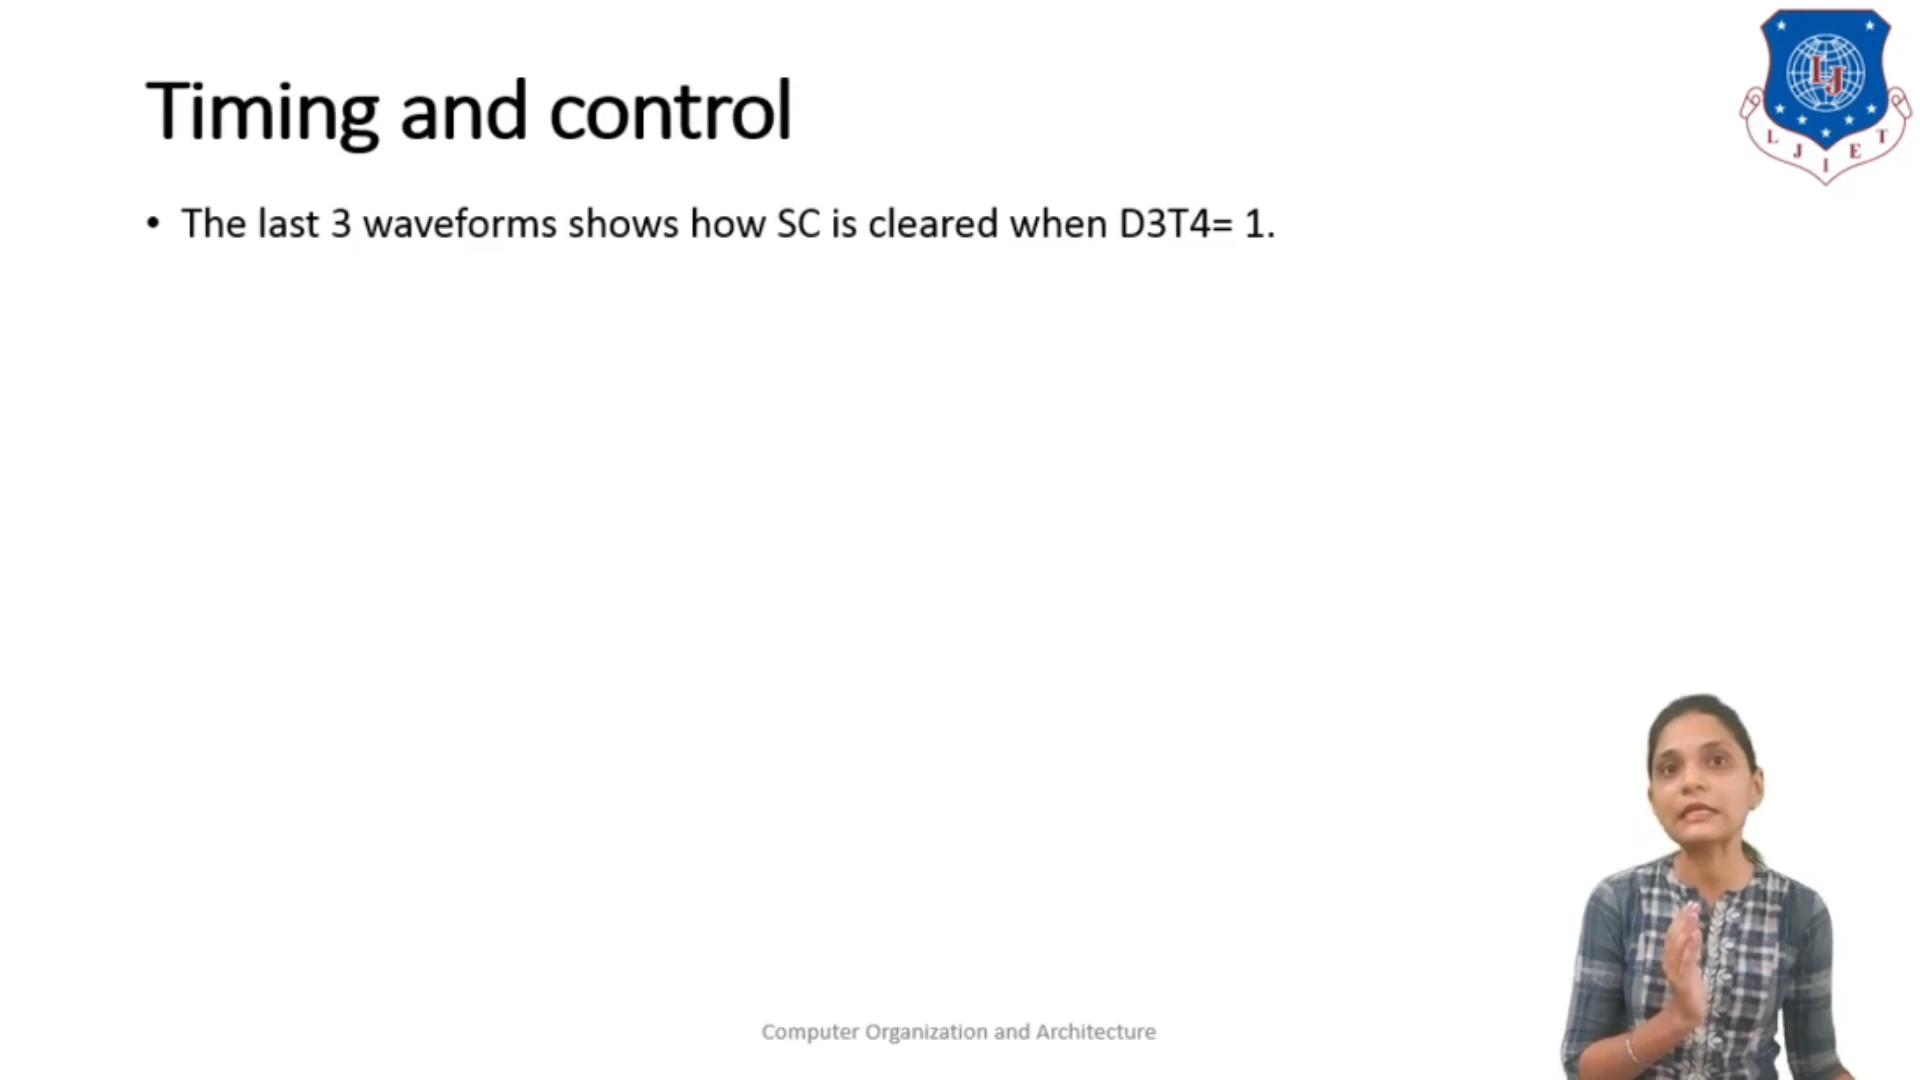 Timing and control
• The last 3 waveforms shows how SC is cleared when D3T4= 1.
LJ
L J I E T
Computer Organization and Architecture